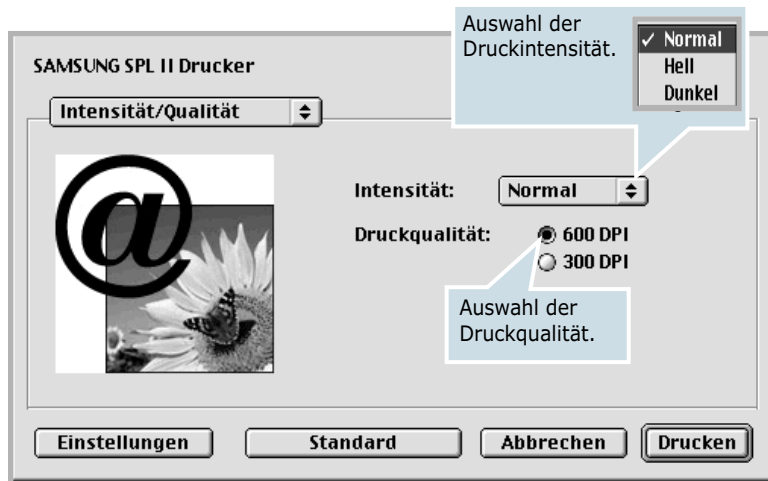 Auswahl der
Druckintensität.
✓ Normal
Hell
Dunkel
SAMSUNG SPL II Drucker
Intensität/Qualität
@
Intensität: Normal
Druckqualität: 600 DPI
300 DPI
Auswahl der
Druckqualität.
Einstellungen Standard Abbrechen Drucken